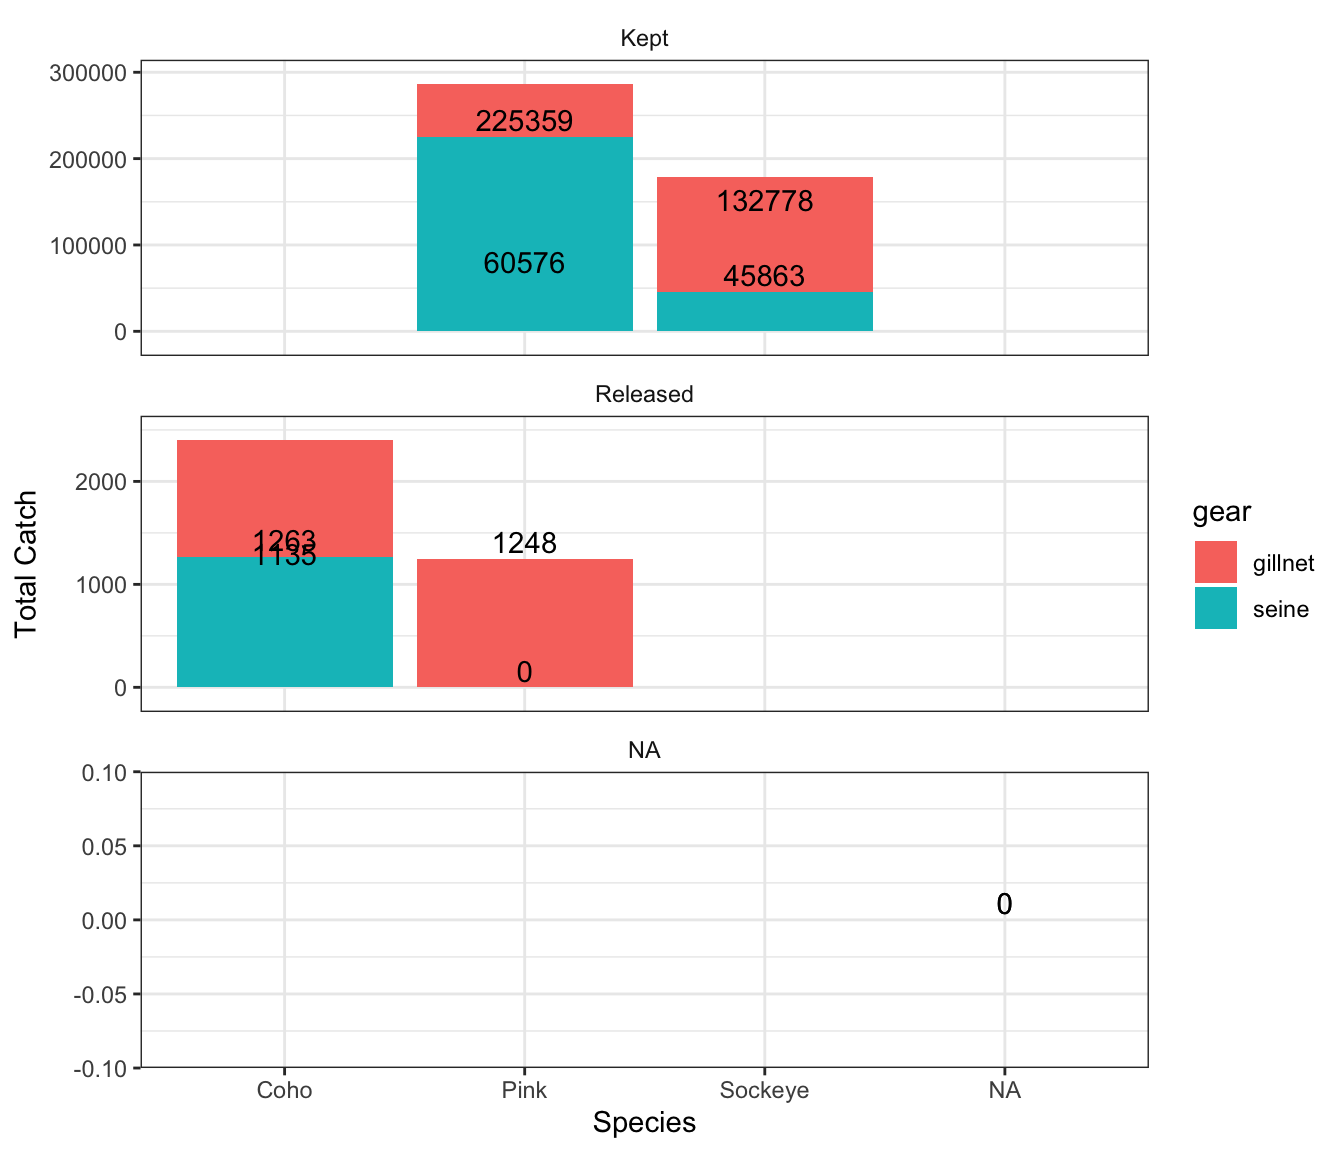 Kept
300000
200000
100000
0
225359
60576
132778
45863
Released
2000
1000
0
1263
1135
1248
0
NA
0.10
0.05
0.00
-0.05
-0.10
0
Coho
Pink
Sockeye
NA
Species
Total Catch
gear
gillnet
seine